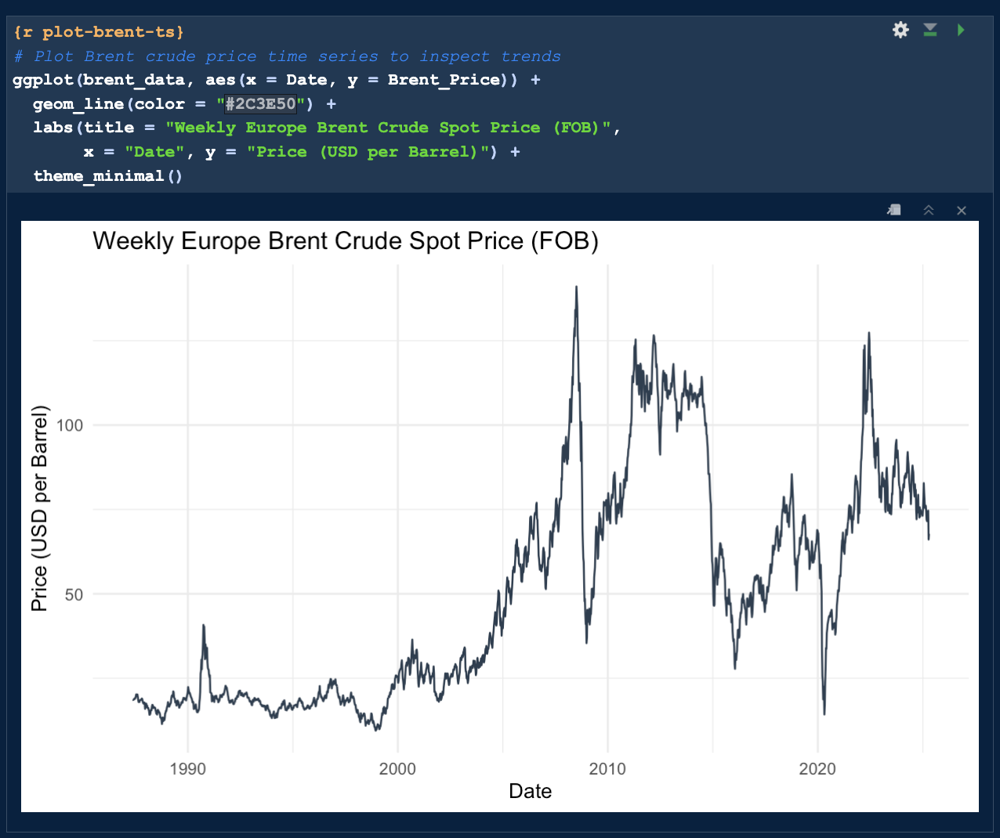 {r plot-brent-ts}
# Plot Brent crude price time series to inspect trends
ggplot(brent_data, aes(x = Date, y = Brent_Price)) +
  geom_line(color = "#2C3E50") +
  labs(title = "Weekly Europe Brent Crude Spot Price (FOB)",
       x = "Date", y = "Price (USD per Barrel)") +
  theme_minimal()
Weekly Europe Brent Crude Spot Price (FOB)
Price (USD per Barrel)
100
50
1990 2000 2010 2020
Date